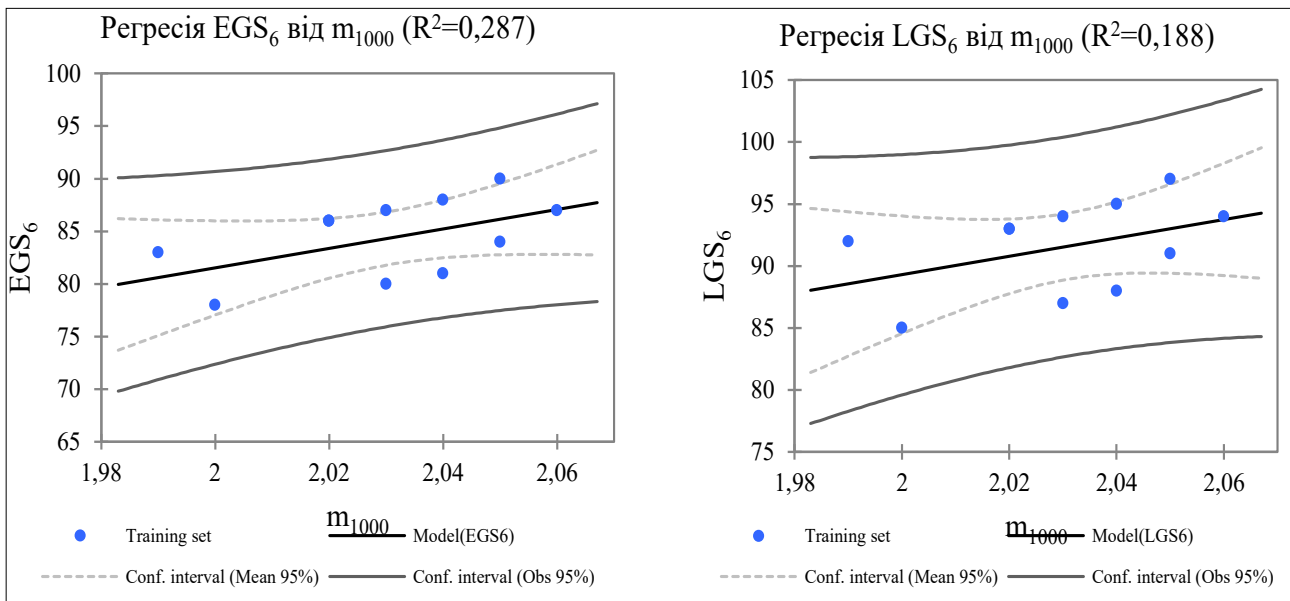 Регресія EGS₆ від m₁₀₀₀ (R²=0,287)
100
95
90
85
80
75
70
65
EGS₆
1,98 2 2,02 2,04 2,06
m₁₀₀₀
Training set Model(EGS6)
Conf. interval (Mean 95%) Conf. interval (Obs 95%)
Регресія LGS₆ від m₁₀₀₀ (R²=0,188)
105
100
95
90
85
80
75
LGS₆
1,98 2 2,02 2,04 2,06
m₁₀₀₀
Training set Model(LGS6)
Conf. interval (Mean 95%) Conf. interval (Obs 95%)